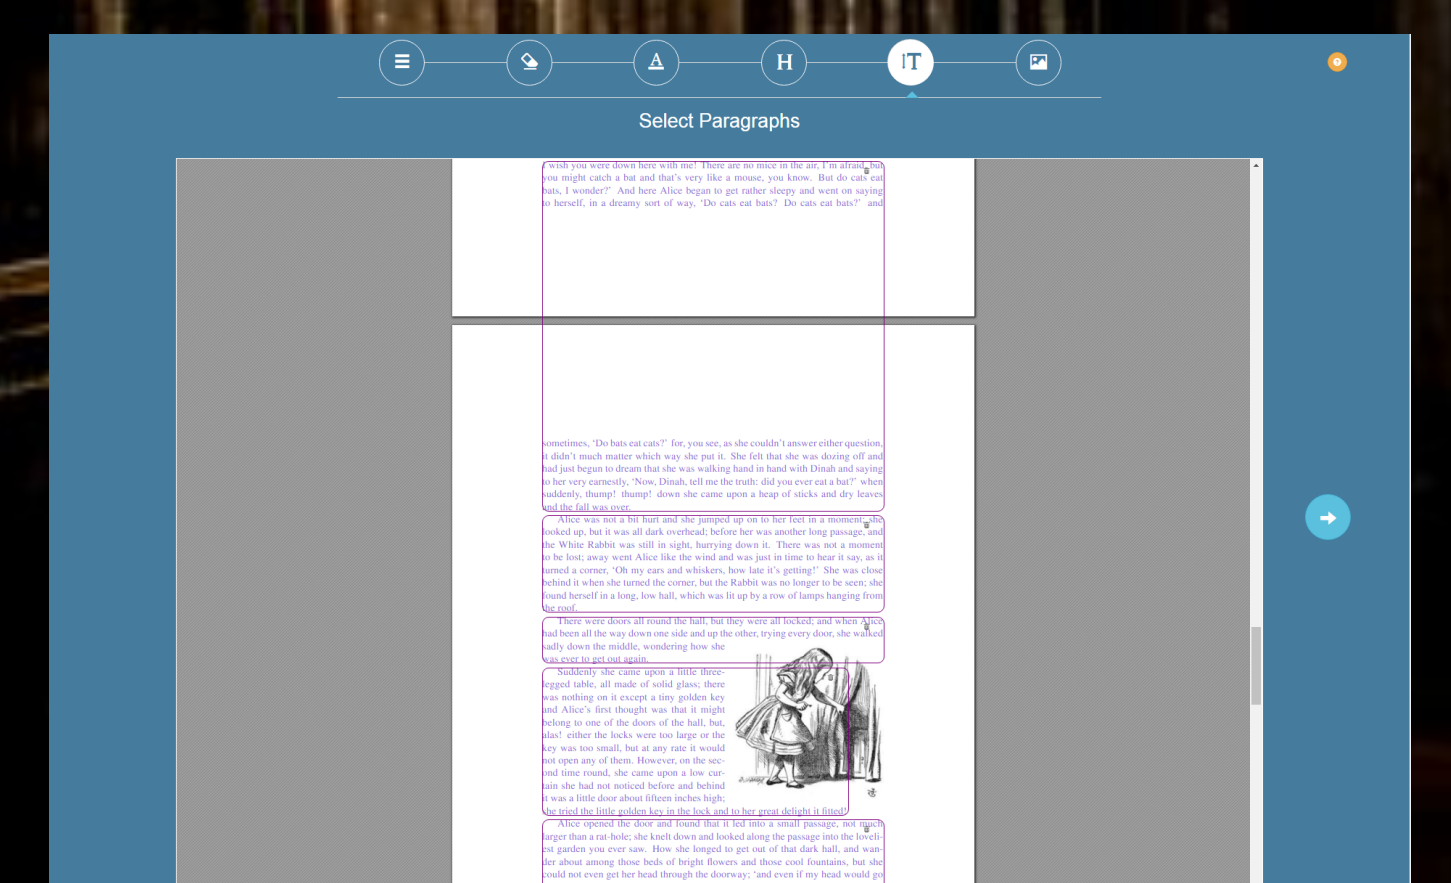 A
H
IT
?
Select Paragraphs
I wish you were down here with me! There are no mice in the air, I'm afraid, but
you might catch a bat and that's very like a mouse, you know. But do cats eat
bats, I wonder?' And here Alice began to get rather sleepy and went on saying
to herself, in a dreamy sort of way, 'Do cats eat bats? Do cats eat bats?' and
sometimes, 'Do bats eat cats?' for, you see, as she couldn't answer either question,
it didn't much matter which way she put it. She felt that she was dozing off and
had just begun to dream that she was walking hand in hand with Dinah and saying
to her very earnestly, 'Now, Dinah, tell me the truth: did you ever eat a bat?' when
suddenly, thump! thump! down she came upon a heap of sticks and dry leaves
and the fall was over.
Alice was not a bit hurt and she jumped up on to her feet in a moment; she
looked up, but it was all dark overhead; before her was another long passage, and
the White Rabbit was still in sight, hurrying down it. There was not a moment
to be lost; away went Alice like the wind and was just in time to hear it say, as it
turned a corner, 'Oh my ears and whiskers, how late it's getting!' She was close
behind it when she turned the corner, but the Rabbit was no longer to be seen; she
found herself in a long, low hall, which was lit up by a row of lamps hanging from
the roof.
There were doors all round the hall, but they were all locked; and when Alice
had been all the way down one side and up the other, trying every door, she walked
sadly down the middle, wondering how she
was ever to get out again.
Suddenly she came upon a little three-
legged table, all made of solid glass; there
was nothing on it except a tiny golden key
and Alice's first thought was that it might
belong to one of the doors of the hall, but,
alas! either the locks were too large or the
key was too small, but at any rate it would
not open any of them. However, on the sec-
ond time round, she came upon a low cur-
tain she had not noticed before and behind
it was a little door about fifteen inches high;
she tried the little golden key in the lock and to her great delight it fitted!
Alice opened the door and found that it led into a small passage, not much
larger than a rat-hole; she knelt down and looked along the passage into the loveli-
est garden you ever saw. How she longed to get out of that dark hall, and wan-
der about among those beds of bright flowers and those cool fountains, but she
could not even get her head through the doorway; 'and even if my head would go